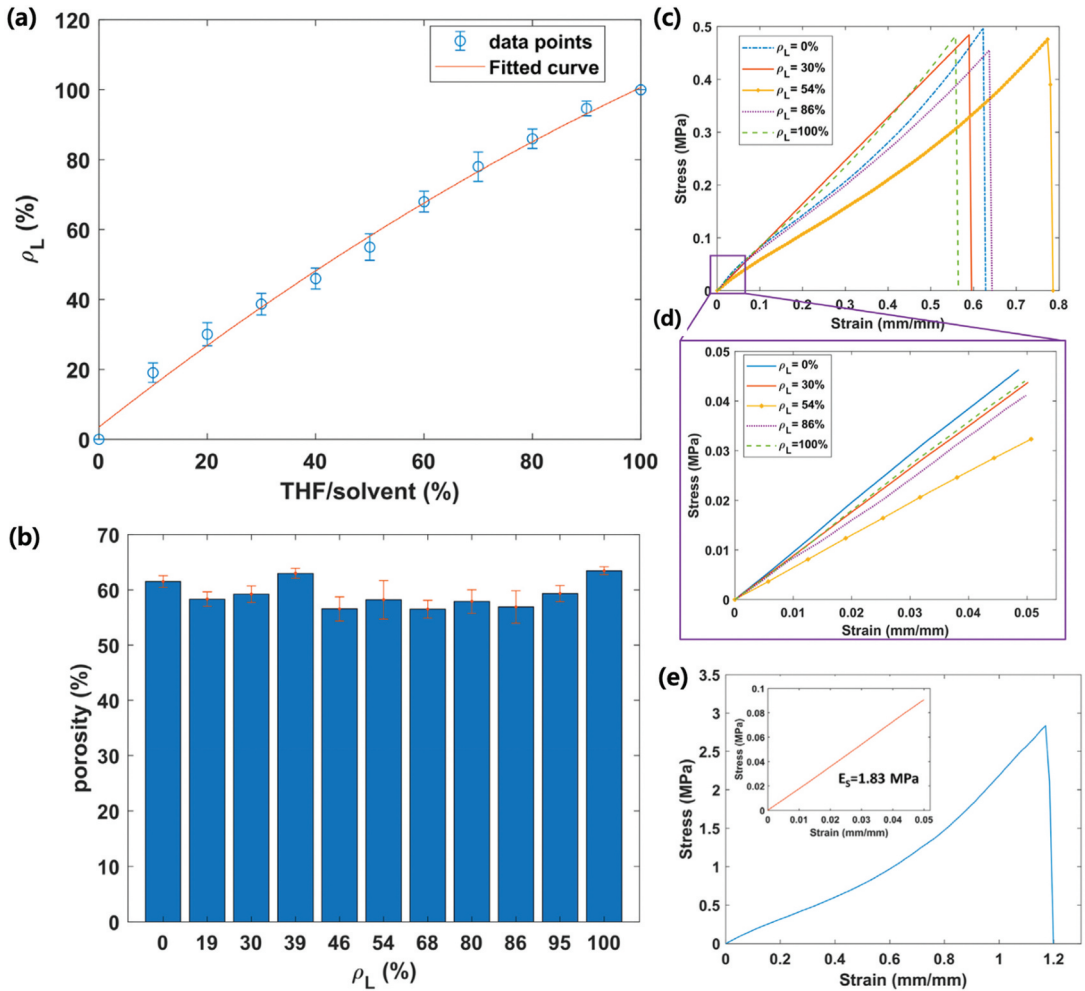 (a)
120
100
80
60
40
20
0
ρL (%)
data points
Fitted curve
0 20 40 60 80 100
THF/solvent (%)
(b)
70
60
50
40
30
20
10
0
porosity (%)
0 19 30 39 46 54 68 80 86 95 100
ρL (%)
(c)
0.5
0.4
0.3
0.2
0.1
0
Stress (MPa)
ρL= 0%
ρL= 30%
ρL= 54%
ρL= 86%
ρL=100%
0 0.1 0.2 0.3 0.4 0.5 0.6 0.7 0.8
Strain (mm/mm)
(d)
0.05
0.04
0.03
0.02
0.01
0
Stress (MPa)
ρL= 0%
ρL= 30%
ρL= 54%
ρL= 86%
ρL=100%
0.01 0.02 0.03 0.04 0.05
Strain (mm/mm)
(e)
3.5
3
2.5
2
1.5
1
0.5
0
Stress (MPa)
0.1
0.08
0.06
0.04
0.02
0
Stress (MPa)
ES=1.83 MPa
0 0.01 0.02 0.03 0.04 0.05
Strain (mm/mm)
0 0.2 0.4 0.6 0.8 1 1.2
Strain (mm/mm)